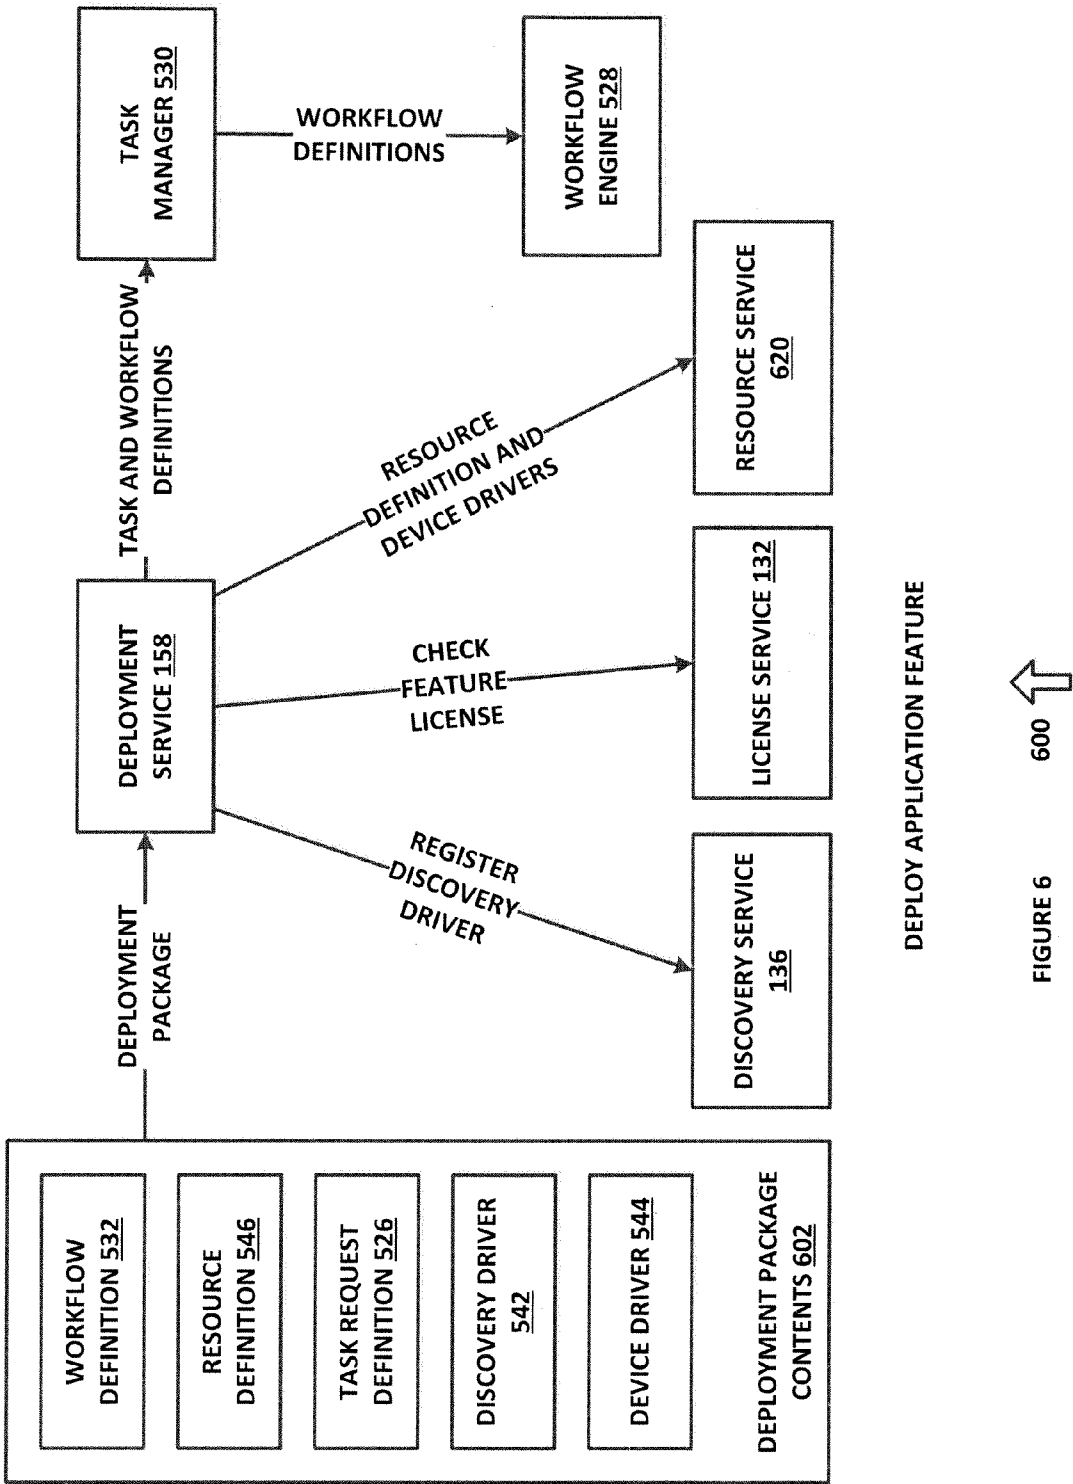 WORKFLOW
DEFINITION 532
RESOURCE
DEFINITION 546
TASK REQUEST
DEFINITION 526
DISCOVERY DRIVER
542
DEVICE DRIVER 544
DEPLOYMENT PACKAGE
CONTENTS 602
DEPLOYMENT
PACKAGE
DEPLOYMENT
SERVICE 158
TASK AND WORKFLOW
DEFINITIONS
TASK
MANAGER 530
WORKFLOW
DEFINITIONS
WORKFLOW
ENGINE 528
REGISTER
DISCOVERY
DRIVER
CHECK
FEATURE
LICENSE
RESOURCE
DEFINITION AND
DEVICE DRIVERS
DISCOVERY SERVICE
136
LICENSE SERVICE 132
RESOURCE SERVICE
620
DEPLOY APPLICATION FEATURE
FIGURE 6
600